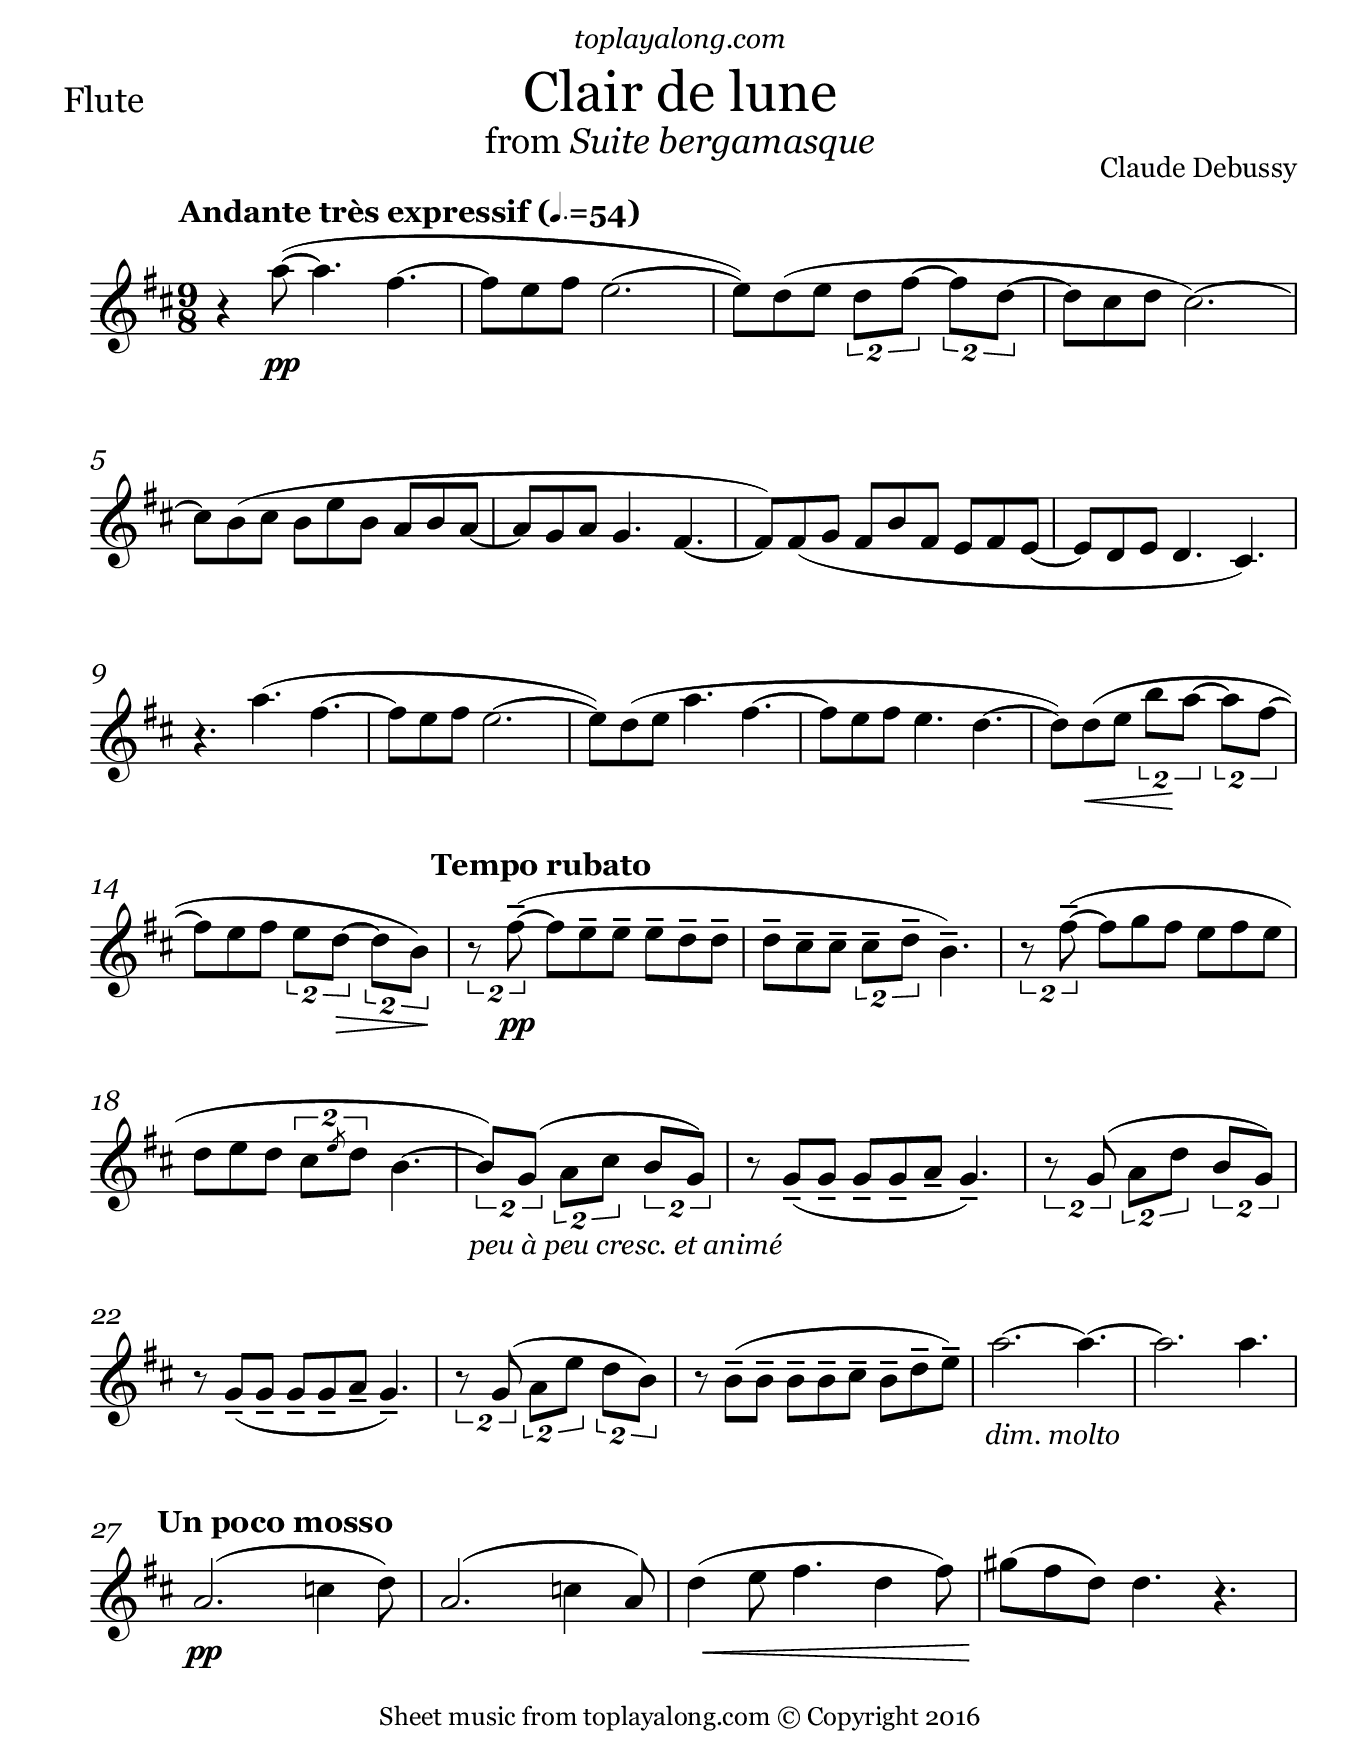 toplayalong.com
Flute
Clair de lune
from Suite bergamasque
Claude Debussy
Andante très expressif (♩.=54)
9
8
pp
2 2
5
9
2 2
14
Tempo rubato
2 2 2 2 2
pp
18
2
2 2 2 2 2 2
peu à peu cresc. et animé
22
2 2 2
dim. molto
27
Un poco mosso
pp
Sheet music from toplayalong.com © Copyright 2016